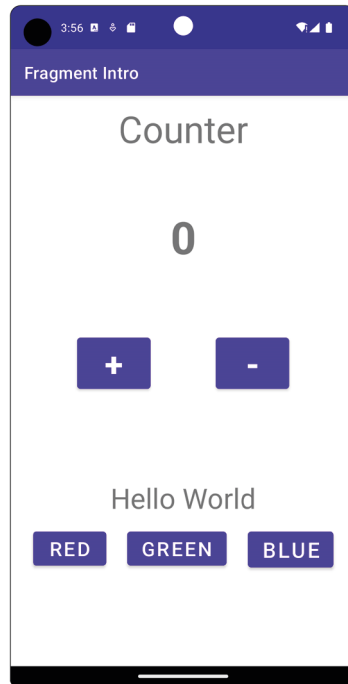 3:56
Fragment Intro
Counter
0
+ -
Hello World
RED GREEN BLUE